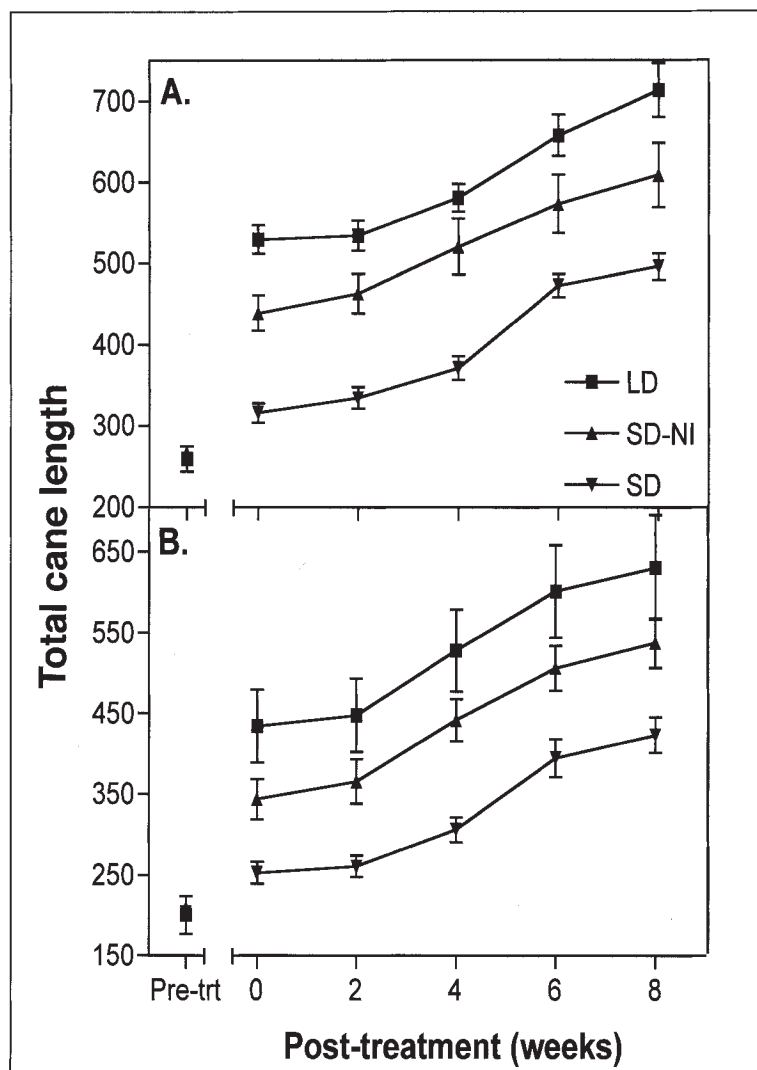 A.
700
600
500
400
300
200
LD
SD-NI
SD
Total cane length
B.
650
550
450
350
250
150
Pre-trt 0 2 4 6 8
Post-treatment (weeks)